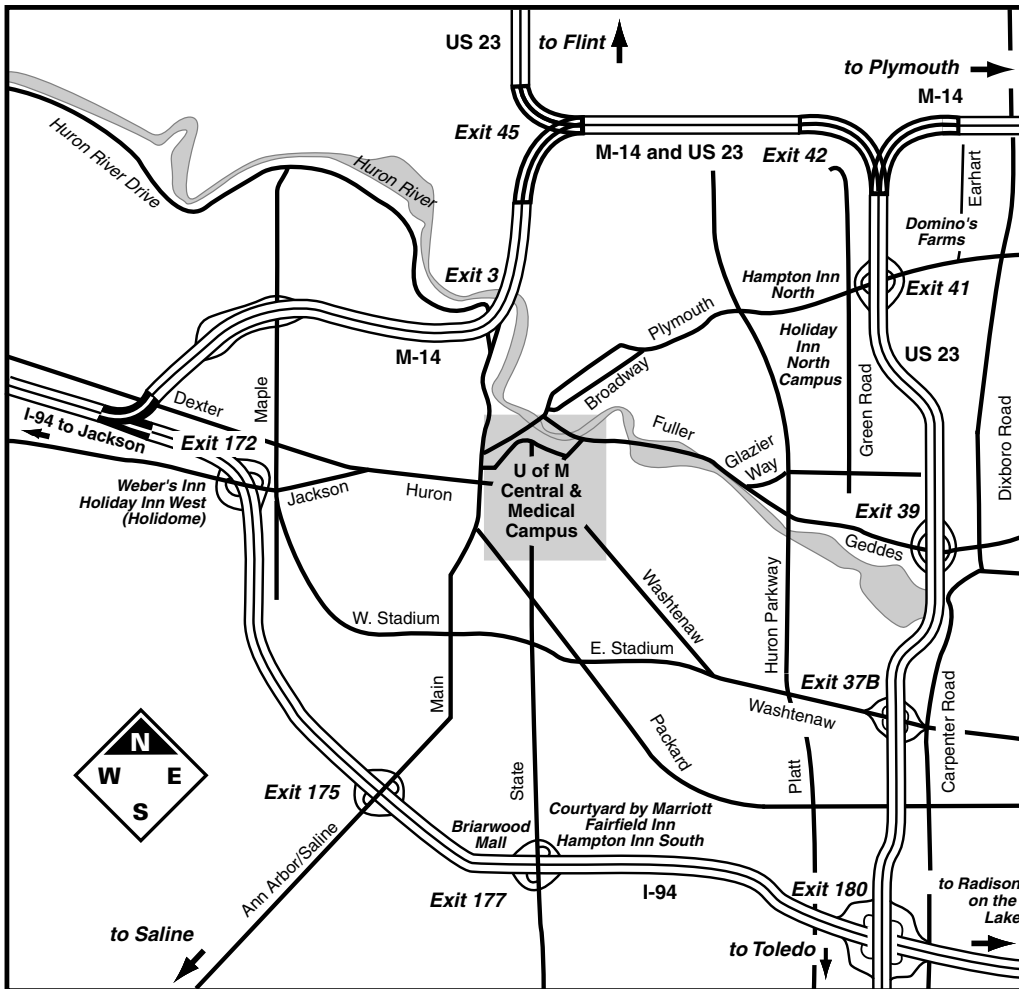 US 23
to Flint
to Plymouth
M-14
Exit 45
M-14 and US 23
Exit 42
Earhart
Huron River Drive
Huron River
Domino's
Farms
Exit 3
Hampton Inn
North
Exit 41
Plymouth
Holiday
Inn
North
Campus
US 23
M-14
Green Road
Dixboro Road
Maple
Dexter
Broadway
I-94 to Jackson
Exit 172
Fuller
Glazier
Way
U of M
Central &
Medical
Campus
Weber's Inn
Holiday Inn West
(Holidome)
Jackson
Huron
Exit 39
Geddes
Washtenaw
Huron Parkway
W. Stadium
E. Stadium
Exit 37B
Washtenaw
Main
Packard
Carpenter Road
N
W
E
S
Exit 175
State
Platt
Courtyard by Marriott
Fairfield Inn
Hampton Inn South
Briarwood
Mall
Ann Arbor/Saline
Exit 177
I-94
Exit 180
to Radison
on the
Lake
to Saline
to Toledo